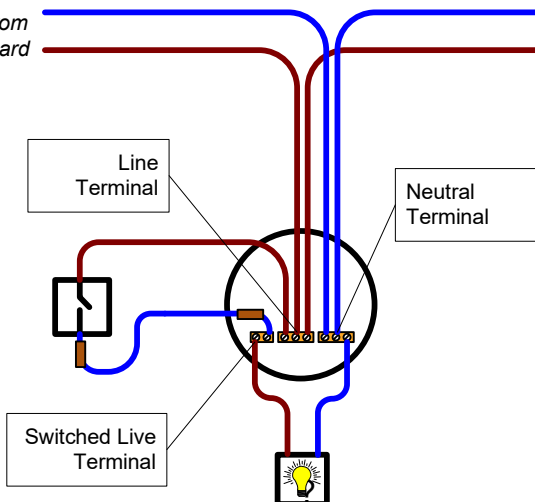 om
ard
Line
Terminal
Neutral
Terminal
Switched Live
Terminal